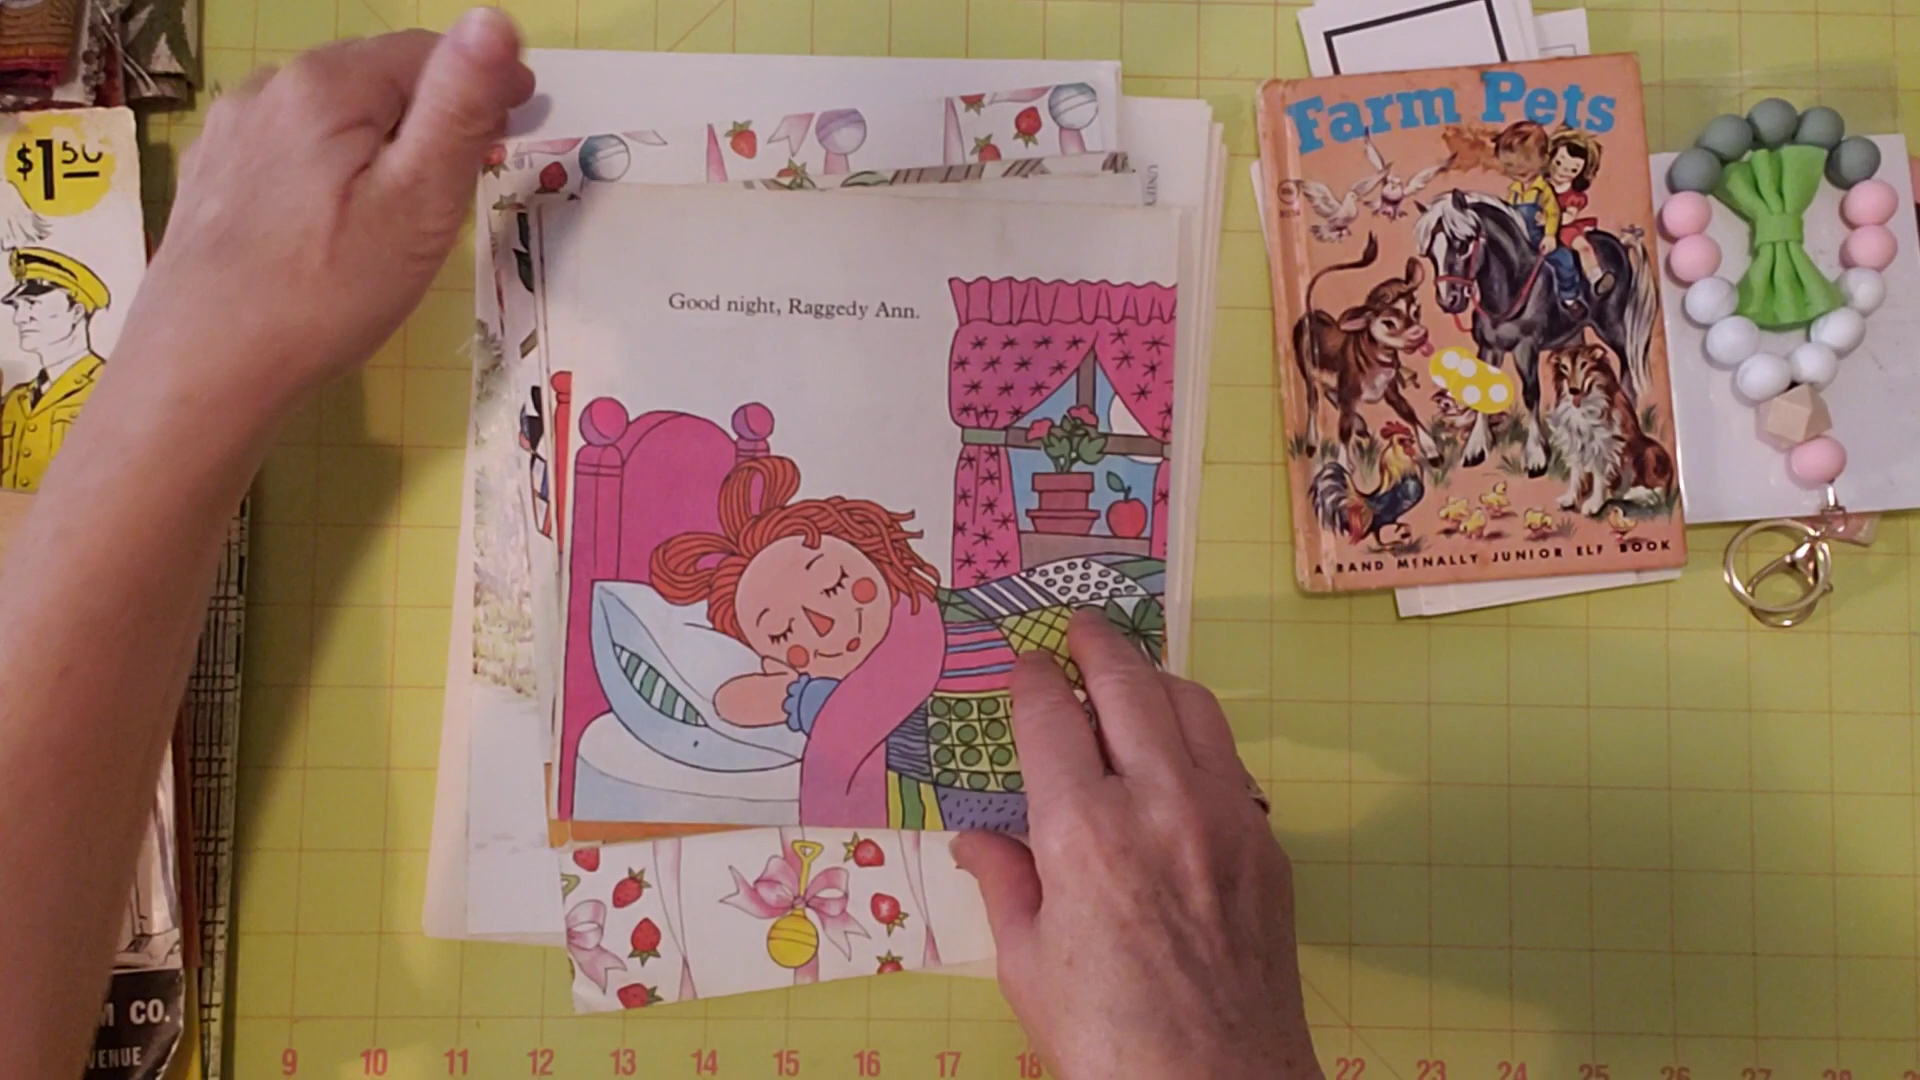 $1.50
Farm Pets
Good night, Raggedy Ann.
A RAND McNALLY JUNIOR ELF BOOK
CO.
9 10 11 12 13 14 15 16 17 18 22 23 24 25 26 27 28